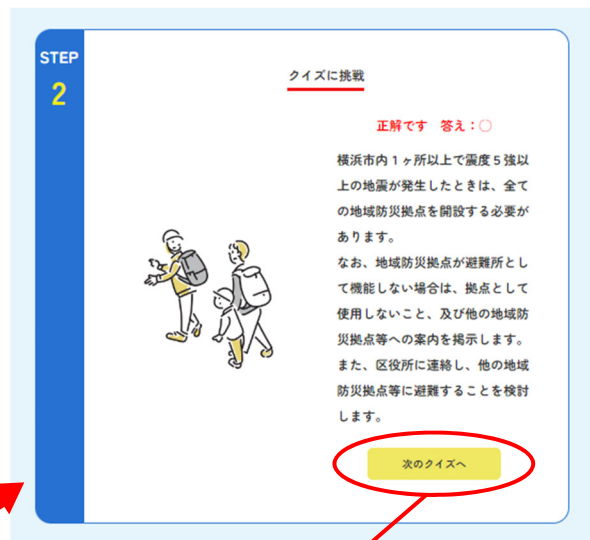 STEP
2
クイズに挑戦
正解です　答え：○
横浜市内１ヶ所以上で震度５強以
上の地震が発生したときは、全て
の地域防災拠点を開設する必要が
あります。
なお、地域防災拠点が避難所とし
て機能しない場合は、拠点として
使用しないこと、及び他の地域防
災拠点等への案内を掲示します。
また、区役所に連絡し、他の地域
防災拠点等に避難することを検討
します。
次のクイズへ